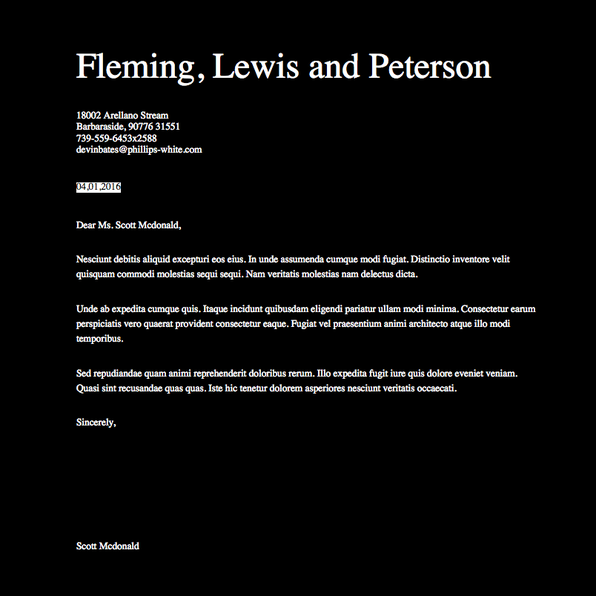 Fleming, Lewis and Peterson
18002 Arellano Stream
Barbaraside, 90776 31551
739-559-6453x2588
devinbates@phillips-white.com
04,01,2016
Dear Ms. Scott Mcdonald,
Nesciunt debitis aliquid excepturi eos eius. In unde assumenda cumque modi fugiat. Distinctio inventore velit
quisquam commodi molestias sequi sequi. Nam veritatis molestias nam delectus dicta.
Unde ab expedita cumque quis. Itaque incidunt quibusdam eligendi pariatur ullam modi minima. Consectetur earum
perspiciatis vero quaerat provident consectetur eaque. Fugiat vel praesentium animi architecto atque illo modi
temporibus.
Sed repudiandae quam animi reprehenderit doloribus rerum. Illo expedita fugit iure quis dolore eveniet veniam.
Quasi sint recusandae quas quas. Iste hic tenetur dolorem asperiores nesciunt veritatis occaecati.
Sincerely,
Scott Mcdonald